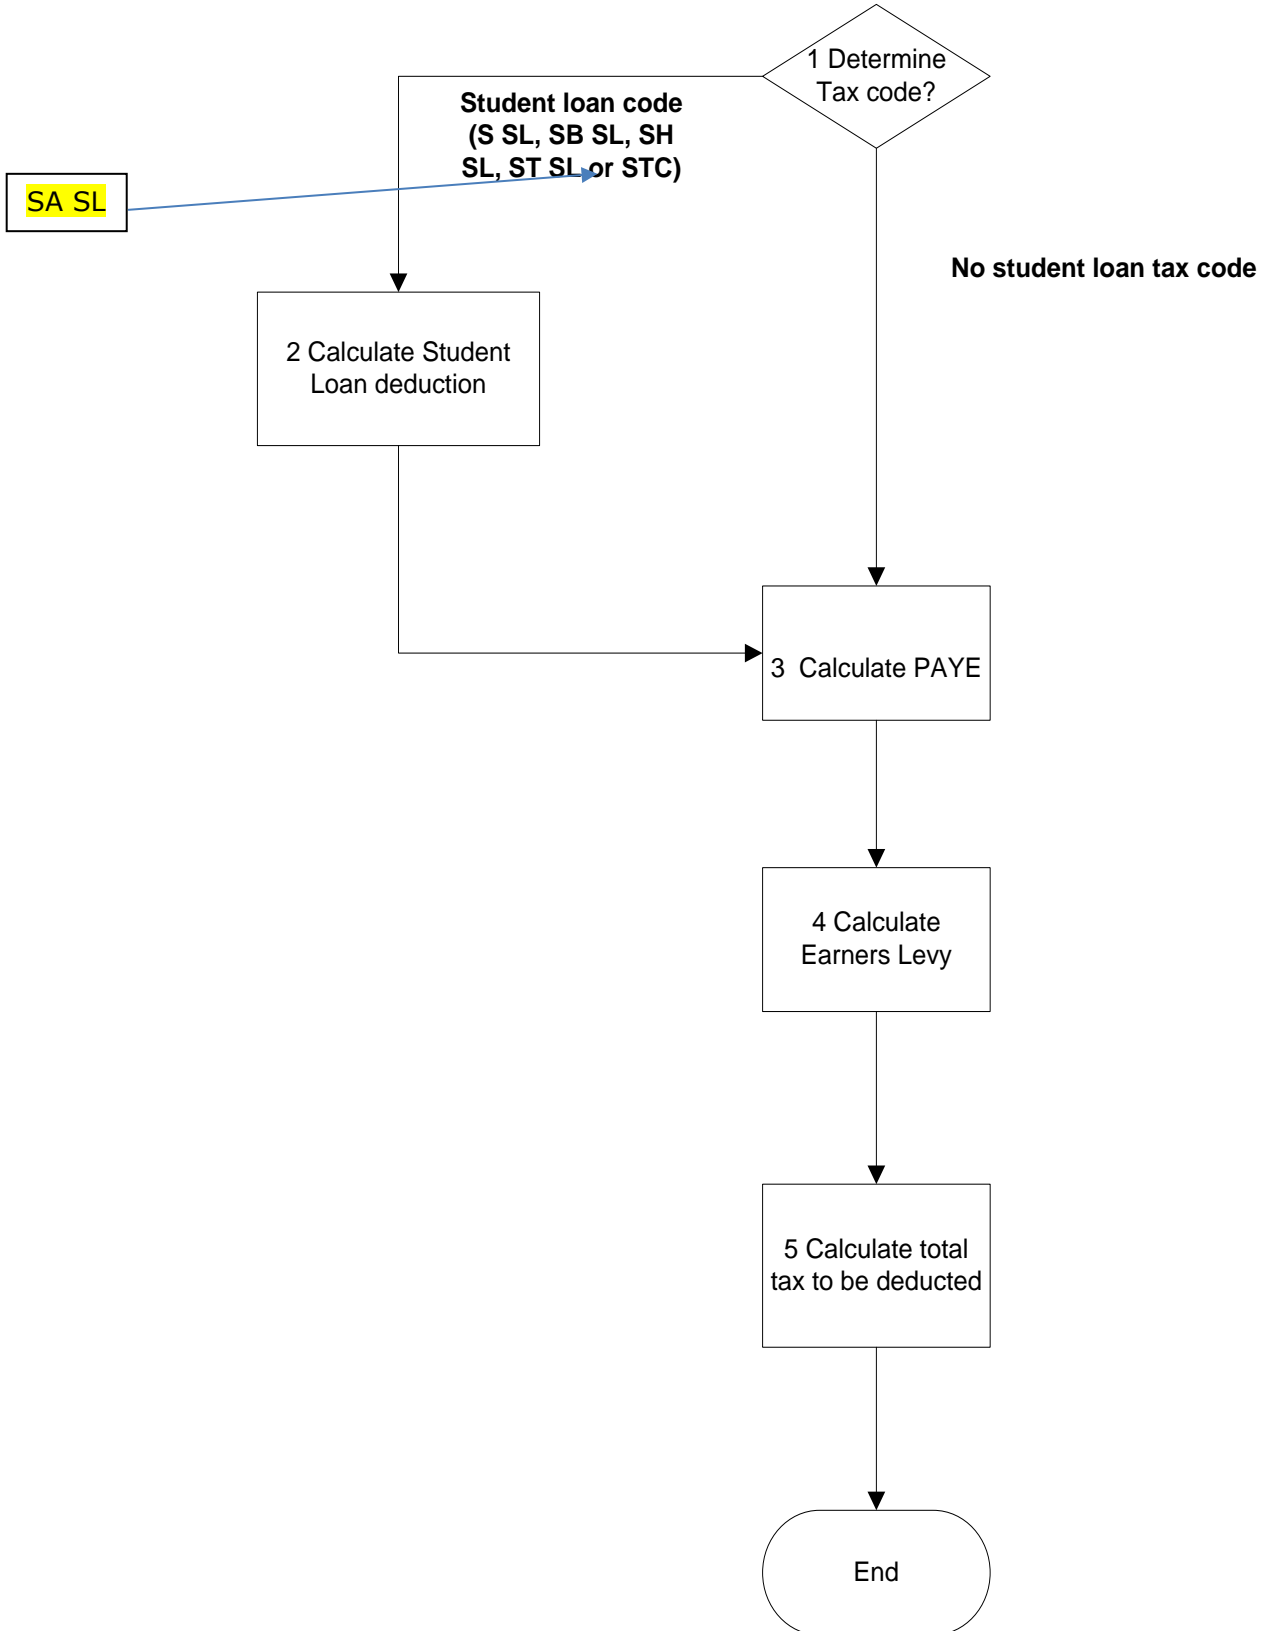 1 Determine
Tax code?
Student loan code
(S SL, SB SL, SH
SL, ST SL or STC)
SA SL
No student loan tax code
2 Calculate Student
Loan deduction
3  Calculate PAYE
4 Calculate
Earners Levy
5 Calculate total
tax to be deducted
End